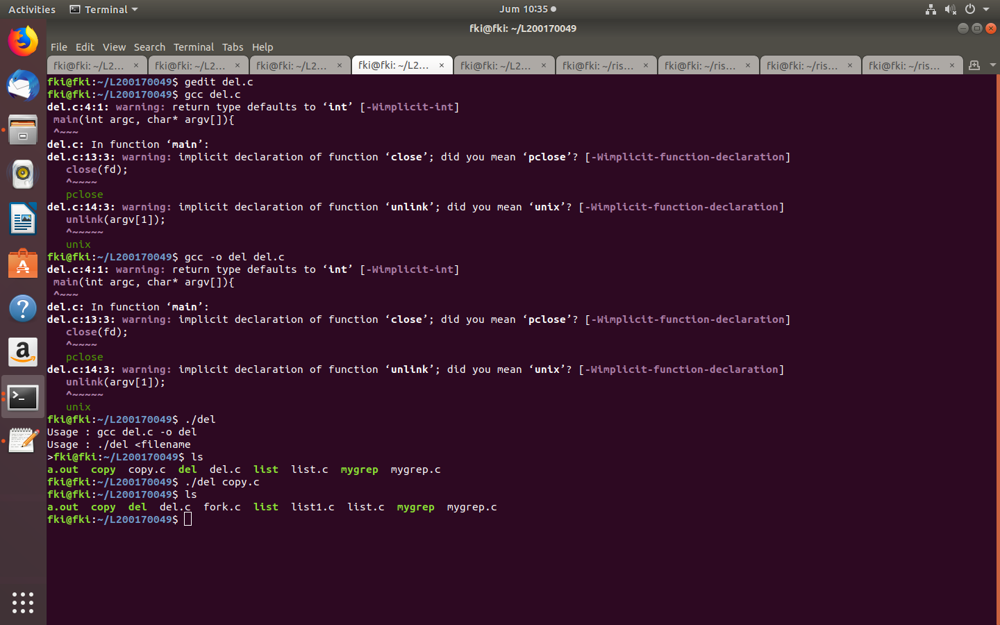 Activities Terminal Jum 10:35
fki@fki: ~/L200170049
File Edit View Search Terminal Tabs Help
fki@fki: ~/L2… × fki@fki: ~/L2… × fki@fki: ~/L2… × fki@fki: ~/L2… × fki@fki: ~/L2… × fki@fki: ~/ris… × fki@fki: ~/ris… × fki@fki: ~/ris… × fki@fki: ~/ris… ×
fki@fki:~/L200170049$ gedit del.c
fki@fki:~/L200170049$ gcc del.c
del.c:4:1: warning: return type defaults to ‘int’ [-Wimplicit-int]
 main(int argc, char* argv[]){
 ^~~~
del.c: In function ‘main’:
del.c:13:3: warning: implicit declaration of function ‘close’; did you mean ‘pclose’? [-Wimplicit-function-declaration]
   close(fd);
   ^~~~~
   pclose
del.c:14:3: warning: implicit declaration of function ‘unlink’; did you mean ‘unix’? [-Wimplicit-function-declaration]
   unlink(argv[1]);
   ^~~~~~
   unix
fki@fki:~/L200170049$ gcc -o del del.c
del.c:4:1: warning: return type defaults to ‘int’ [-Wimplicit-int]
 main(int argc, char* argv[]){
 ^~~~
del.c: In function ‘main’:
del.c:13:3: warning: implicit declaration of function ‘close’; did you mean ‘pclose’? [-Wimplicit-function-declaration]
   close(fd);
   ^~~~~
   pclose
del.c:14:3: warning: implicit declaration of function ‘unlink’; did you mean ‘unix’? [-Wimplicit-function-declaration]
   unlink(argv[1]);
   ^~~~~~
   unix
fki@fki:~/L200170049$ ./del
Usage : gcc del.c -o del
Usage : ./del <filename
>fki@fki:~/L200170049$ ls
a.out  copy  copy.c  del  del.c  list  list.c  mygrep  mygrep.c
fki@fki:~/L200170049$ ./del copy.c
fki@fki:~/L200170049$ ls
a.out  copy  del  del.c  fork.c  list  list1.c  list.c  mygrep  mygrep.c
fki@fki:~/L200170049$